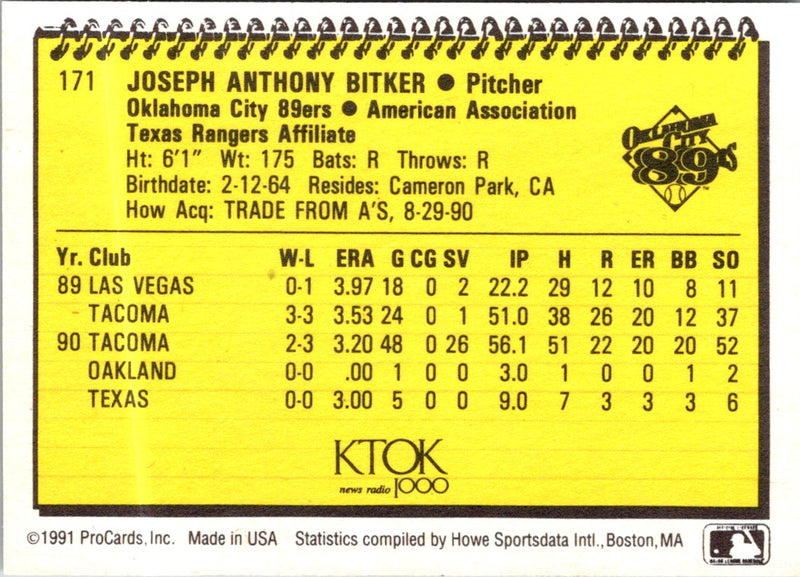 171 JOSEPH ANTHONY BITKER ● Pitcher
Oklahoma City 89ers ● American Association
Texas Rangers Affiliate
Ht: 6'1" Wt: 175 Bats: R Throws: R
Birthdate: 2-12-64 Resides: Cameron Park, CA
How Acq: TRADE FROM A'S, 8-29-90
OKLAHOMA
CITY
89ERS
TM
Yr. Club W-L ERA G CG SV IP H R ER BB SO
89 LAS VEGAS 0-1 3.97 18 0 2 22.2 29 12 10 8 11
TACOMA 3-3 3.53 24 0 1 51.0 38 26 20 12 37
90 TACOMA 2-3 3.20 48 0 26 56.1 51 22 20 20 52
OAKLAND 0-0 .00 1 0 0 3.0 1 0 0 1 2
TEXAS 0-0 3.00 5 0 0 9.0 7 3 3 3 6
KTOK
news radio 1000
©1991 ProCards, Inc. Made in USA Statistics compiled by Howe Sportsdata Intl., Boston, MA